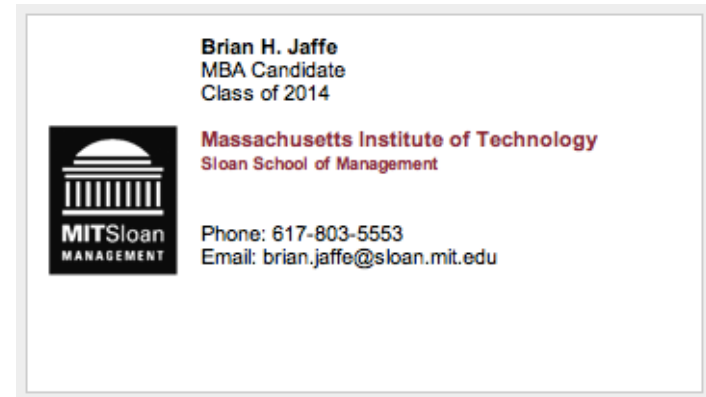 Brian H. Jaffe
MBA Candidate
Class of 2014
Massachusetts Institute of Technology
Sloan School of Management
MITSloan
MANAGEMENT
Phone: 617-803-5553
Email: brian.jaffe@sloan.mit.edu